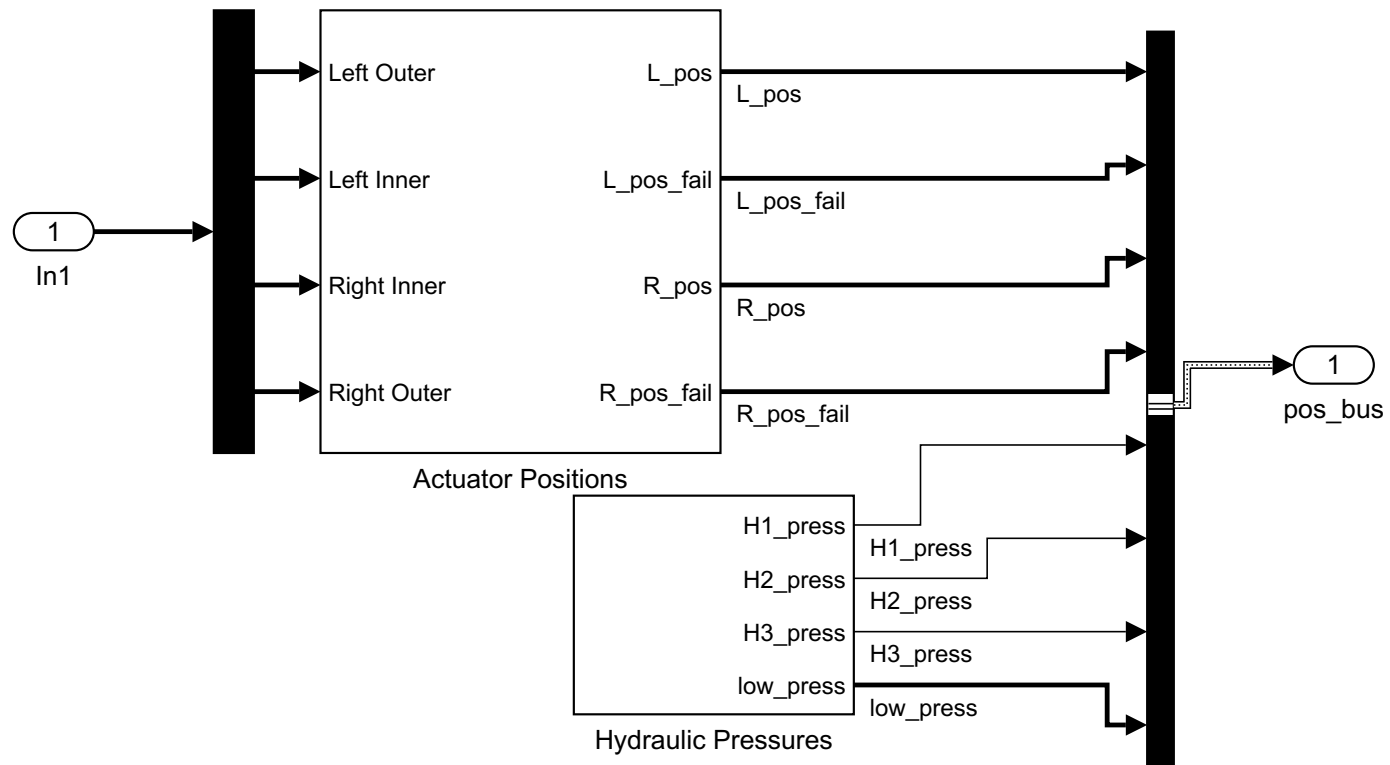 1
In1
Left Outer
Left Inner
Right Inner
Right Outer
L_pos
L_pos_fail
R_pos
R_pos_fail
Actuator Positions
L_pos
L_pos_fail
R_pos
R_pos_fail
H1_press
H2_press
H3_press
low_press
Hydraulic Pressures
H1_press
H2_press
H3_press
low_press
1
pos_bus